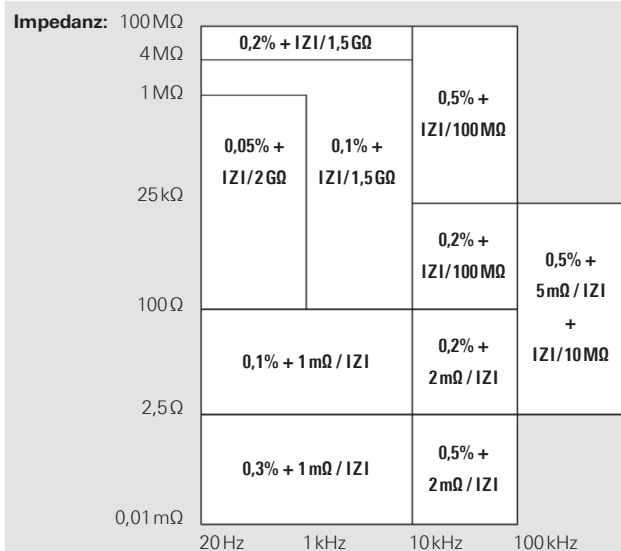 Impedanz: 100 MΩ
0,2% + IZI/1,5 GΩ
4 MΩ
1 MΩ
0,5% +
IZI/100 MΩ
0,05% +
IZI/2 GΩ
0,1% +
IZI/1,5 GΩ
25 kΩ
0,2% +
IZI/100 MΩ
0,5% +
5 mΩ / IZI
+
IZI/10 MΩ
100 Ω
0,1% + 1 mΩ / IZI
0,2% +
2 mΩ / IZI
2,5 Ω
0,3% + 1 mΩ / IZI
0,5% +
2 mΩ / IZI
0,01 mΩ
20 Hz 1 kHz 10 kHz 100 kHz